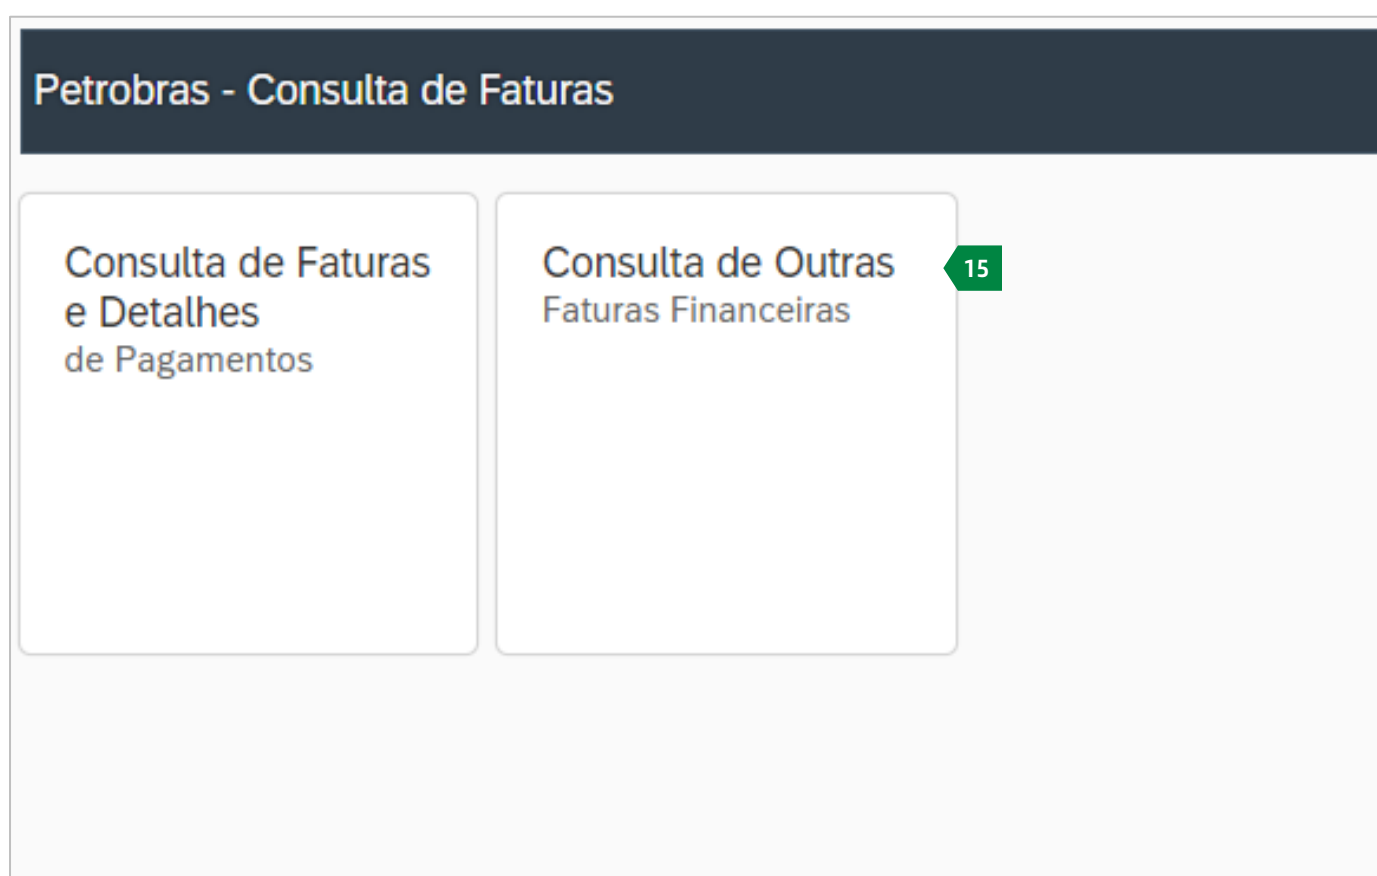 Petrobras - Consulta de Faturas
Consulta de Faturas
e Detalhes
de Pagamentos
Consulta de Outras
Faturas Financeiras
15